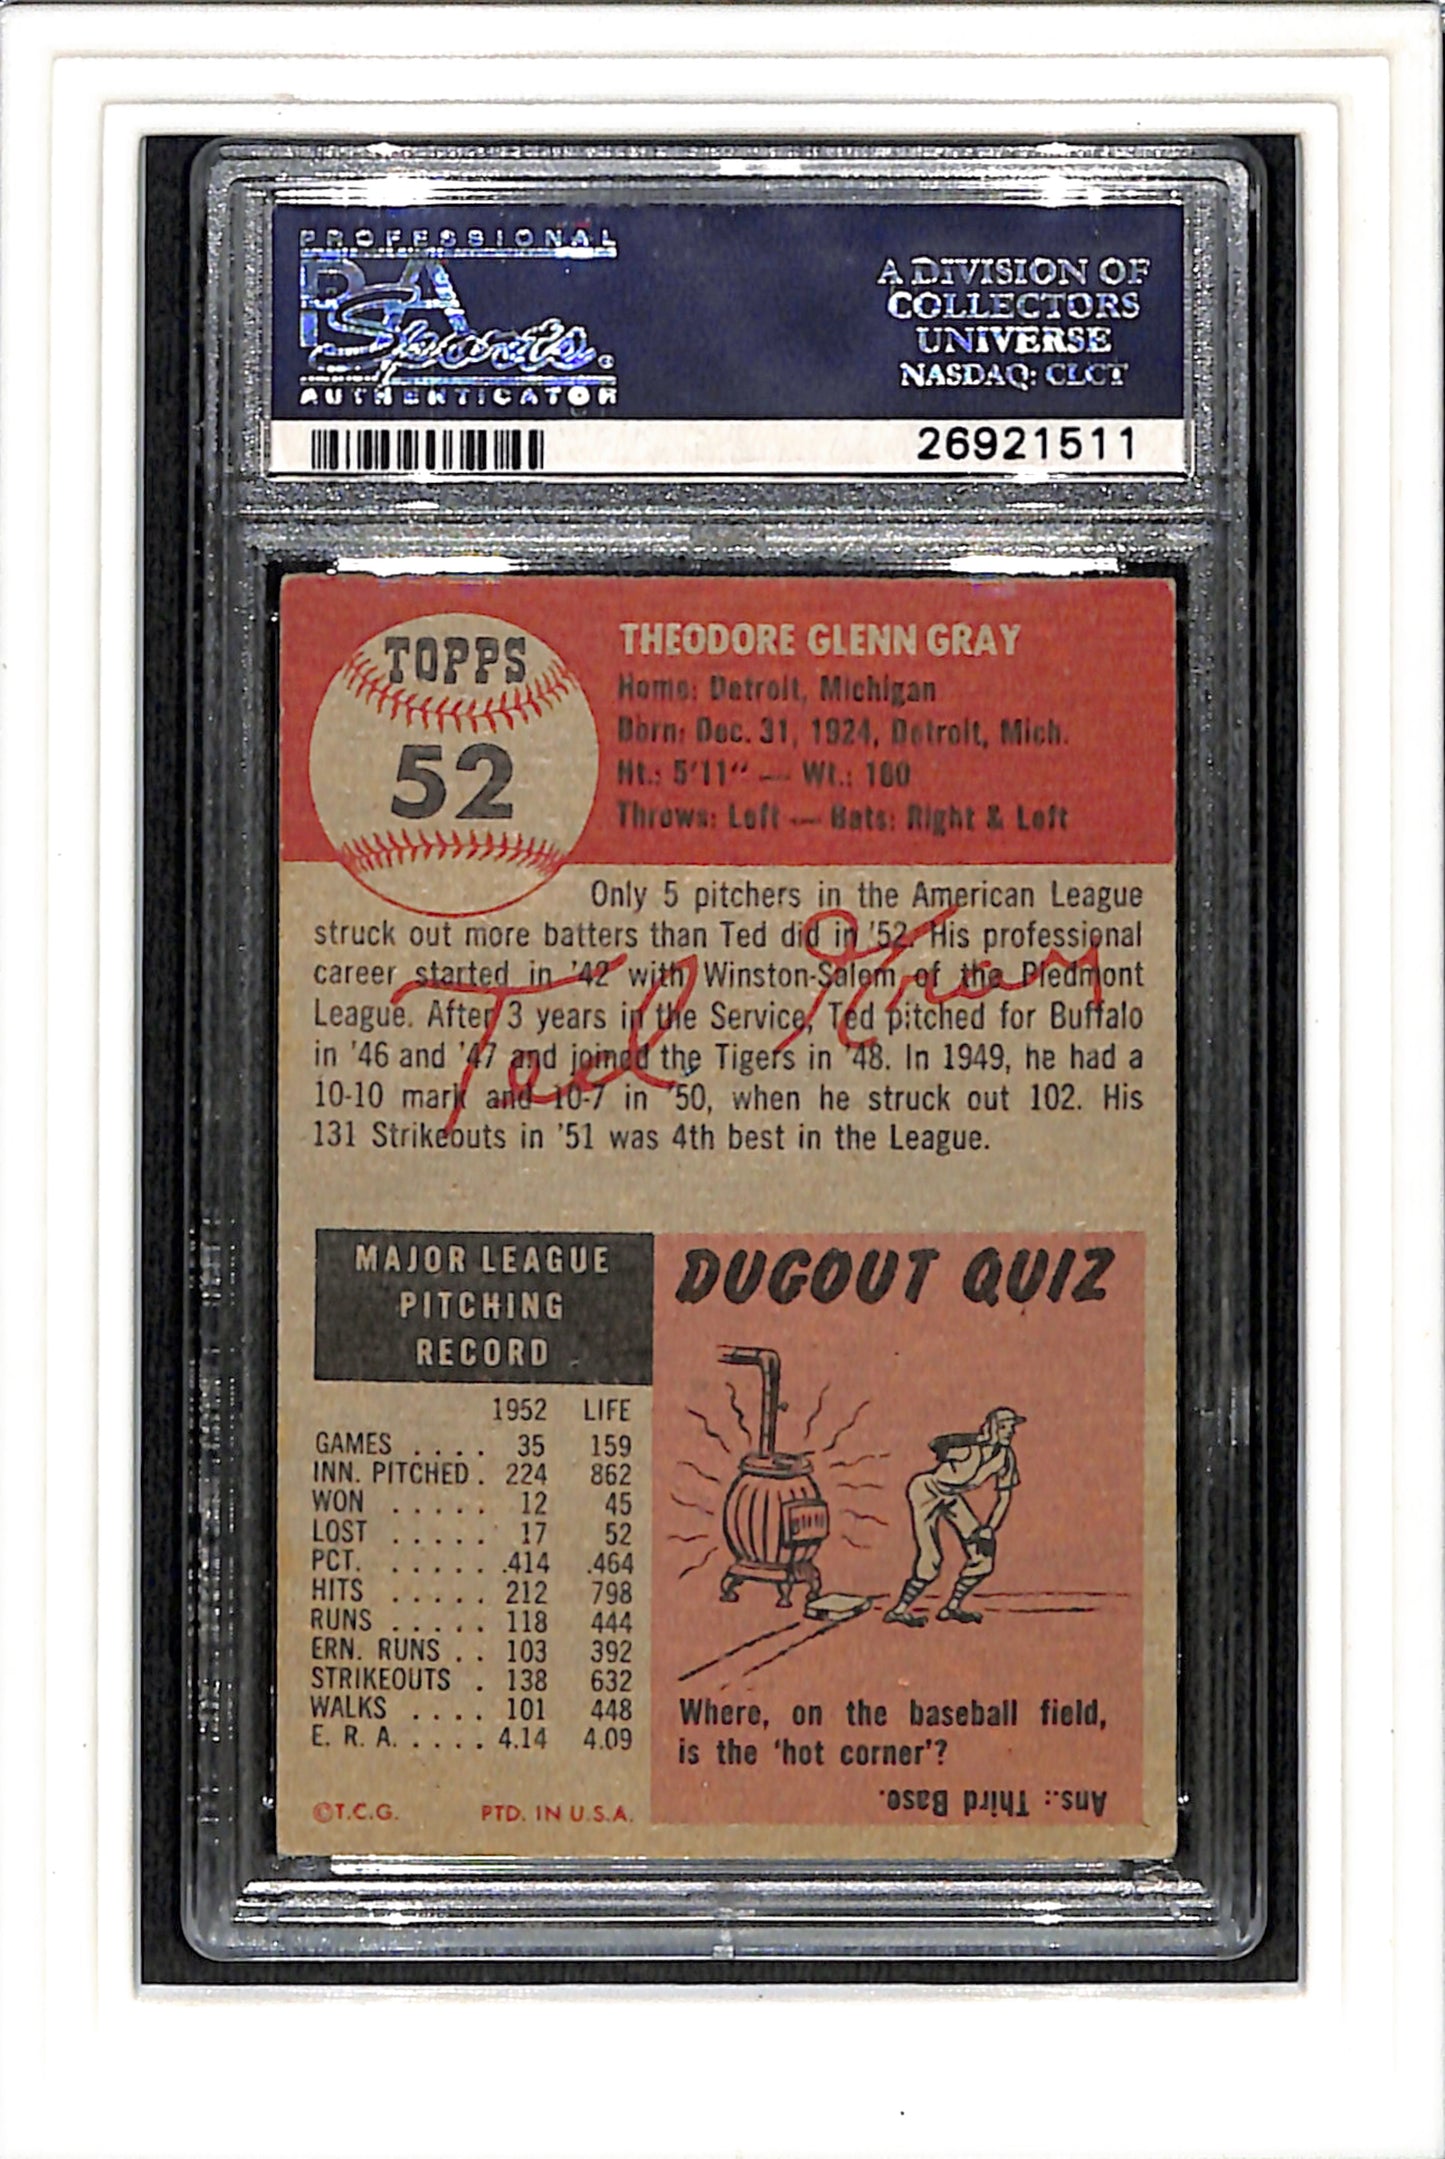 PROFESSIONAL
PSA
Sports
AUTHENTICATOR
A DIVISION OF
COLLECTORS
UNIVERSE
NASDAQ: CLCT
26921511
TOPPS
52
THEODORE GLENN GRAY
Home: Detroit, Michigan
Born: Dec. 31, 1924, Detroit, Mich.
Ht.: 5'11" — Wt.: 180
Throws: Left — Bats: Right & Left
Only 5 pitchers in the American League
struck out more batters than Ted did in '52. His professional
career started in '42 with Winston-Salem of the Piedmont
League. After 3 years in the Service, Ted pitched for Buffalo
in '46 and '47 and joined the Tigers in '48. In 1949, he had a
10-10 mark and 10-7 in '50, when he struck out 102. His
131 Strikeouts in '51 was 4th best in the League.
Ted Gray
MAJOR LEAGUE
PITCHING
RECORD
1952 LIFE
GAMES . . . . 35 159
INN. PITCHED . 224 862
WON . . . . . 12 45
LOST . . . . . 17 52
PCT. . . . . . .414 .464
HITS . . . . . 212 798
RUNS . . . . . 118 444
ERN. RUNS . . 103 392
STRIKEOUTS . 138 632
WALKS . . . . 101 448
E. R. A. . . . . 4.14 4.09
©T.C.G. PTD. IN U.S.A.
DUGOUT QUIZ
Where, on the baseball field,
is the 'hot corner'?
Ans.: Third Base.